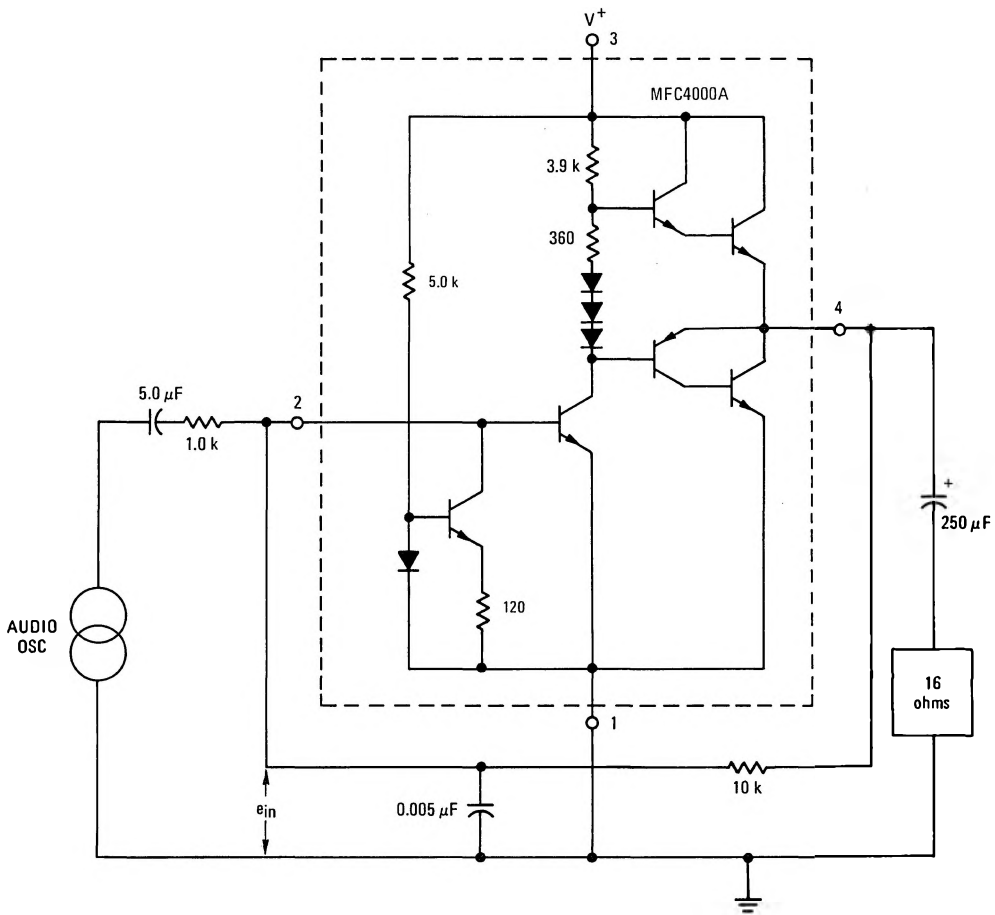 V+
3
MFC4000A
3.9 k
360
5.0 k
4
5.0 μF
2
1.0 k
+
250 μF
120
AUDIO
OSC
16
ohms
1
10 k
ein
0.005 μF